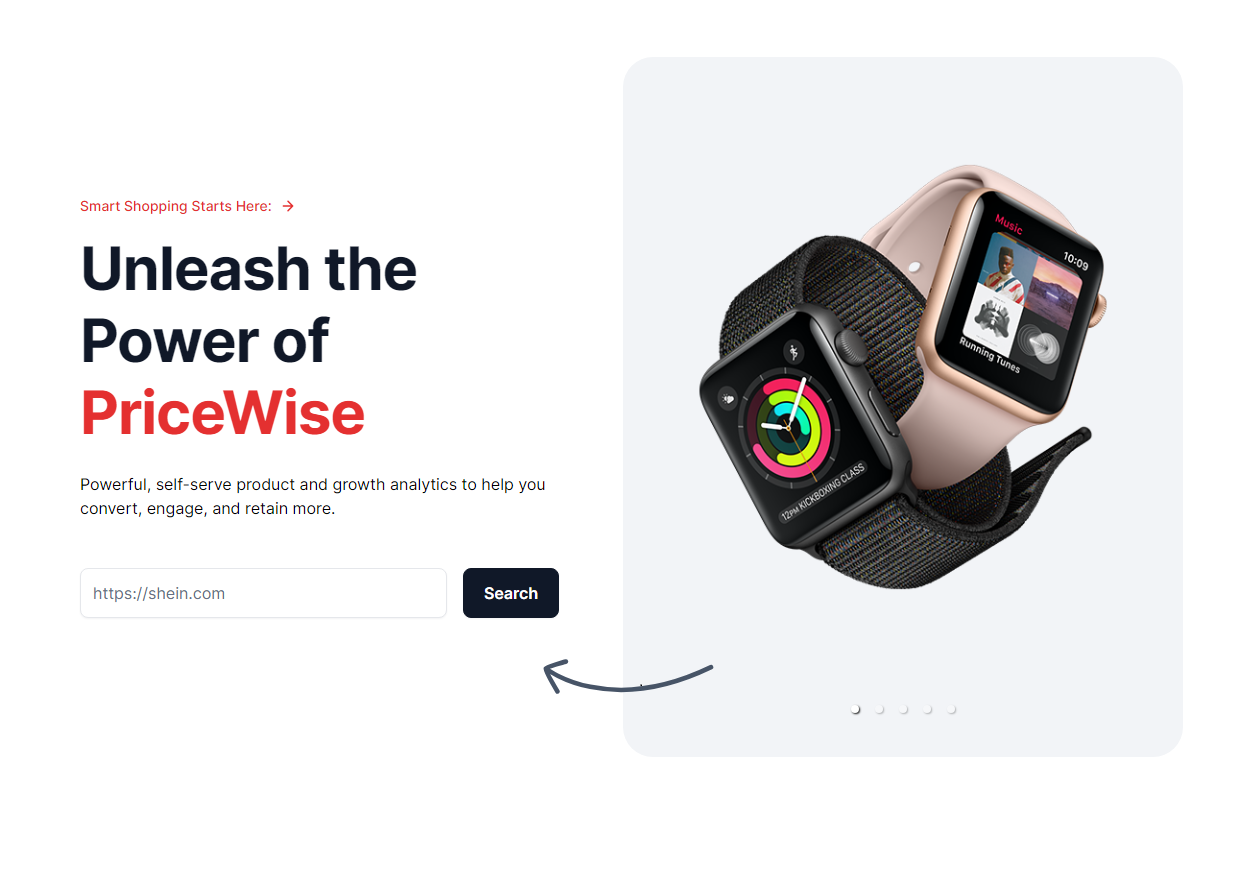 Smart Shopping Starts Here:
Unleash the
Power of
PriceWise
Powerful, self-serve product and growth analytics to help you
convert, engage, and retain more.
https://shein.com
Search
Music
10:09
Running Tunes
12PM KICKBOXING CLASS